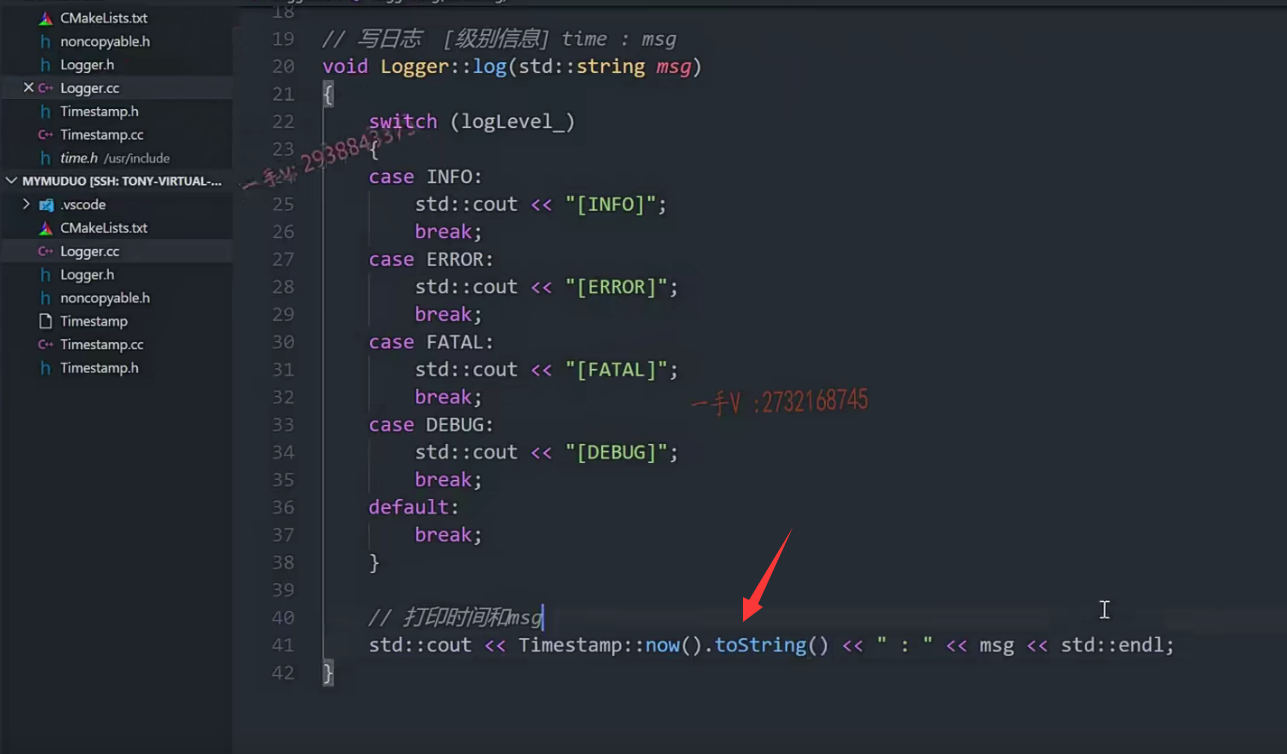 CMakeLists.txt
noncopyable.h
Logger.h
Logger.cc
Timestamp.h
Timestamp.cc
time.h /usr/include
MYMUDUO [SSH: TONY-VIRTUAL-...
.vscode
CMakeLists.txt
Logger.cc
Logger.h
noncopyable.h
Timestamp
Timestamp.cc
Timestamp.h
18
19 // 写日志 [级别信息] time : msg
20 void Logger::log(std::string msg)
21 {
22 switch (logLevel_)
23 {
case INFO:
25 std::cout << "[INFO]";
26 break;
27 case ERROR:
28 std::cout << "[ERROR]";
29 break;
30 case FATAL:
31 std::cout << "[FATAL]";
32 break;
33 case DEBUG:
34 std::cout << "[DEBUG]";
35 break;
36 default:
37 break;
38 }
39
40 // 打印时间和msg
41 std::cout << Timestamp::now().toString() << " : " << msg << std::endl;
42 }
一手V :2732168745